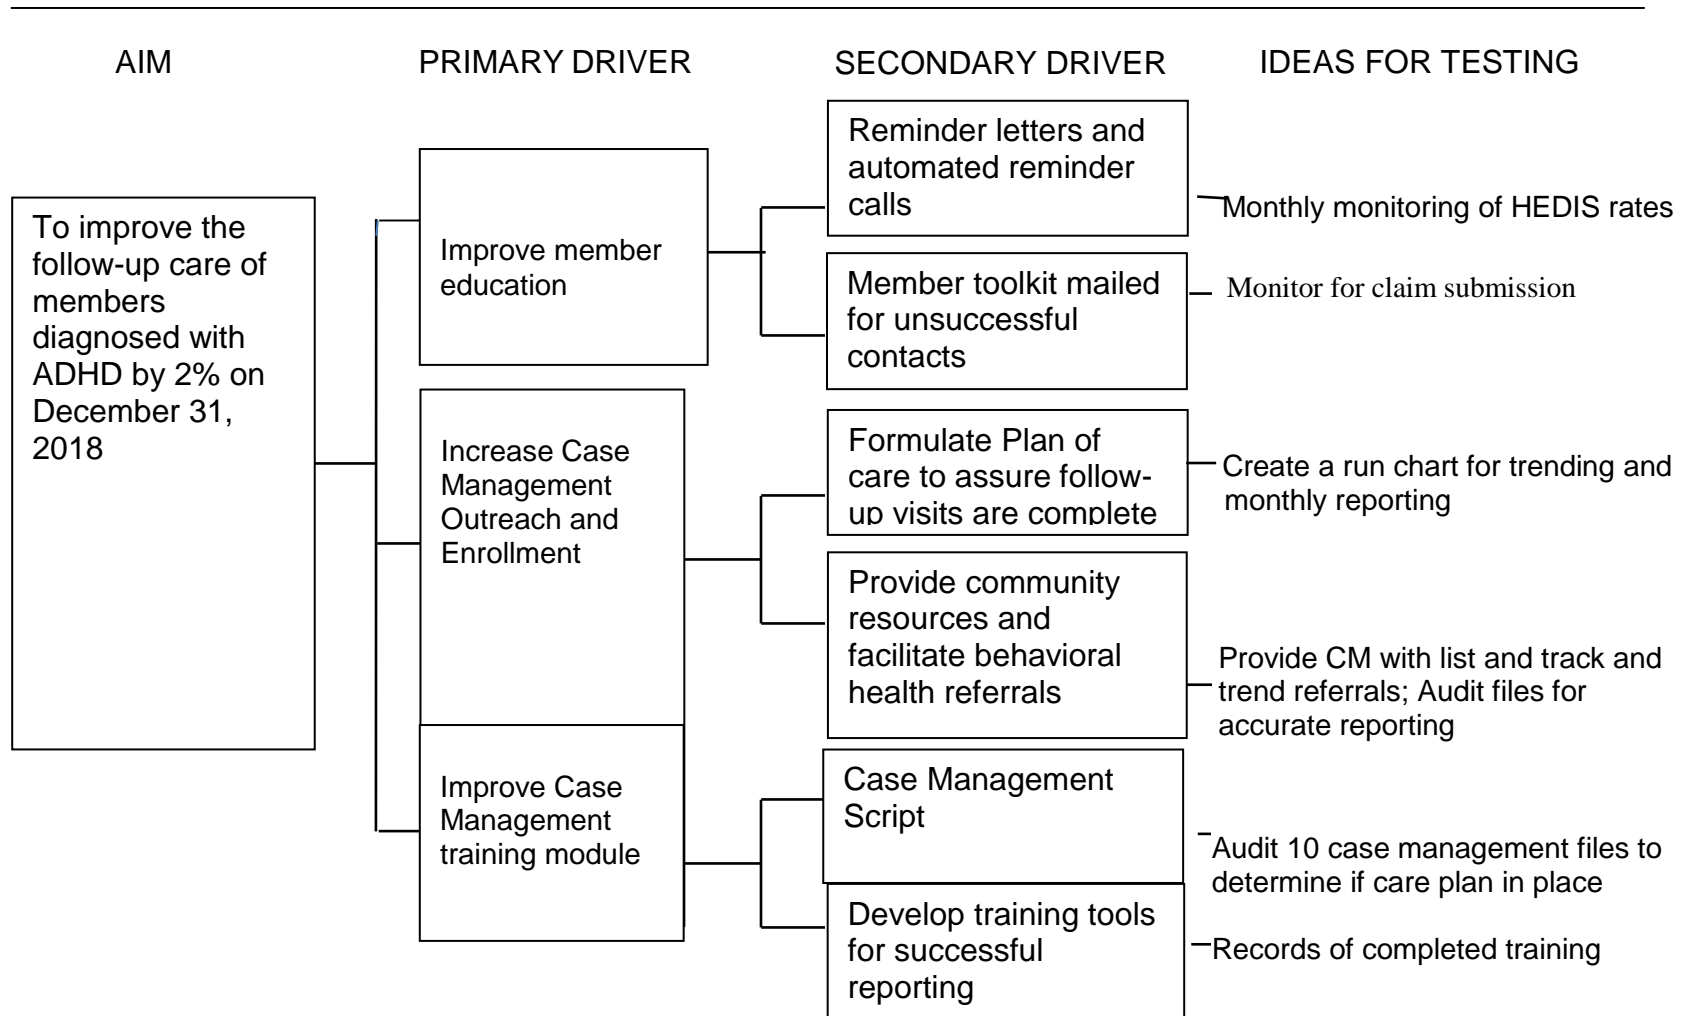 AIM
PRIMARY DRIVER
SECONDARY DRIVER
IDEAS FOR TESTING
To improve the
follow-up care of
members
diagnosed with
ADHD by 2% on
December 31,
2018
Improve member
education
Reminder letters and
automated reminder
calls
Monthly monitoring of HEDIS rates
Member toolkit mailed
for unsuccessful
contacts
Monitor for claim submission
Increase Case
Management
Outreach and
Enrollment
Formulate Plan of
care to assure follow-
up visits are complete
Create a run chart for trending and
monthly reporting
Provide community
resources and
facilitate behavioral
health referrals
Provide CM with list and track and
trend referrals; Audit files for
accurate reporting
Improve Case
Management
training module
Case Management
Script
Audit 10 case management files to
determine if care plan in place
Develop training tools
for successful
reporting
Records of completed training